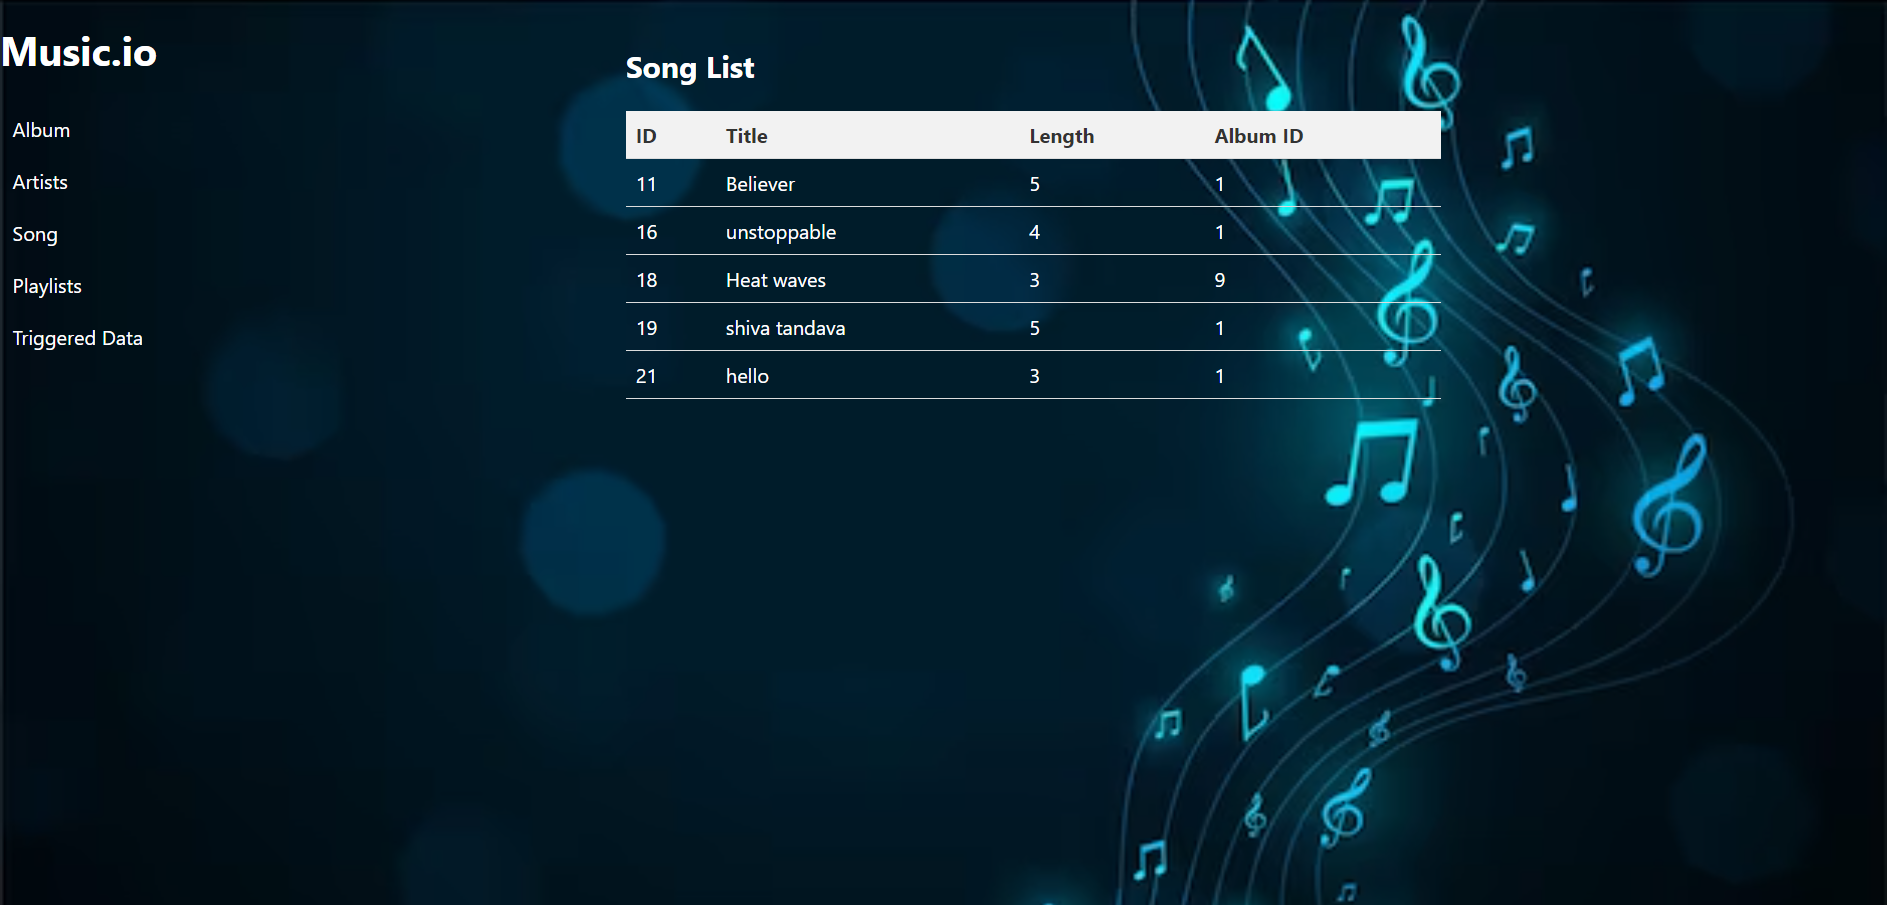 Music.io
Album
Artists
Song
Playlists
Triggered Data
Song List
ID Title Length Album ID
11 Believer 5 1
16 unstoppable 4 1
18 Heat waves 3 9
19 shiva tandava 5 1
21 hello 3 1